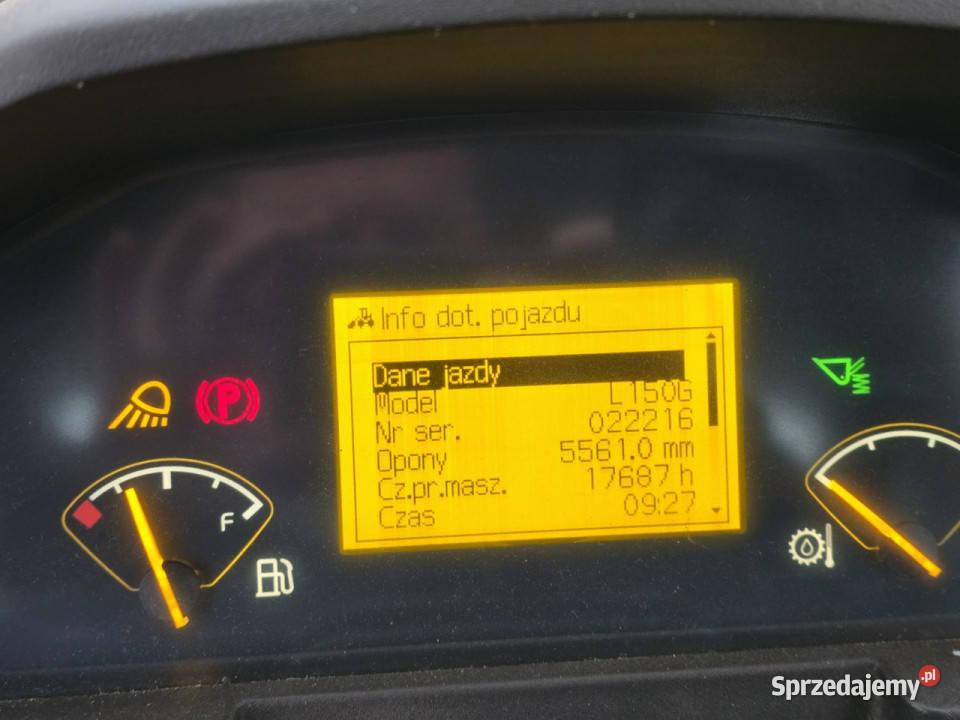 Info dot. pojazdu
Dane jazdy
Model L150G
Nr ser. 022216
Opony 5561.0 mm
Cz.pr.masz. 17687 h
Czas 09:27
P
F
Sprzedajemy.pl